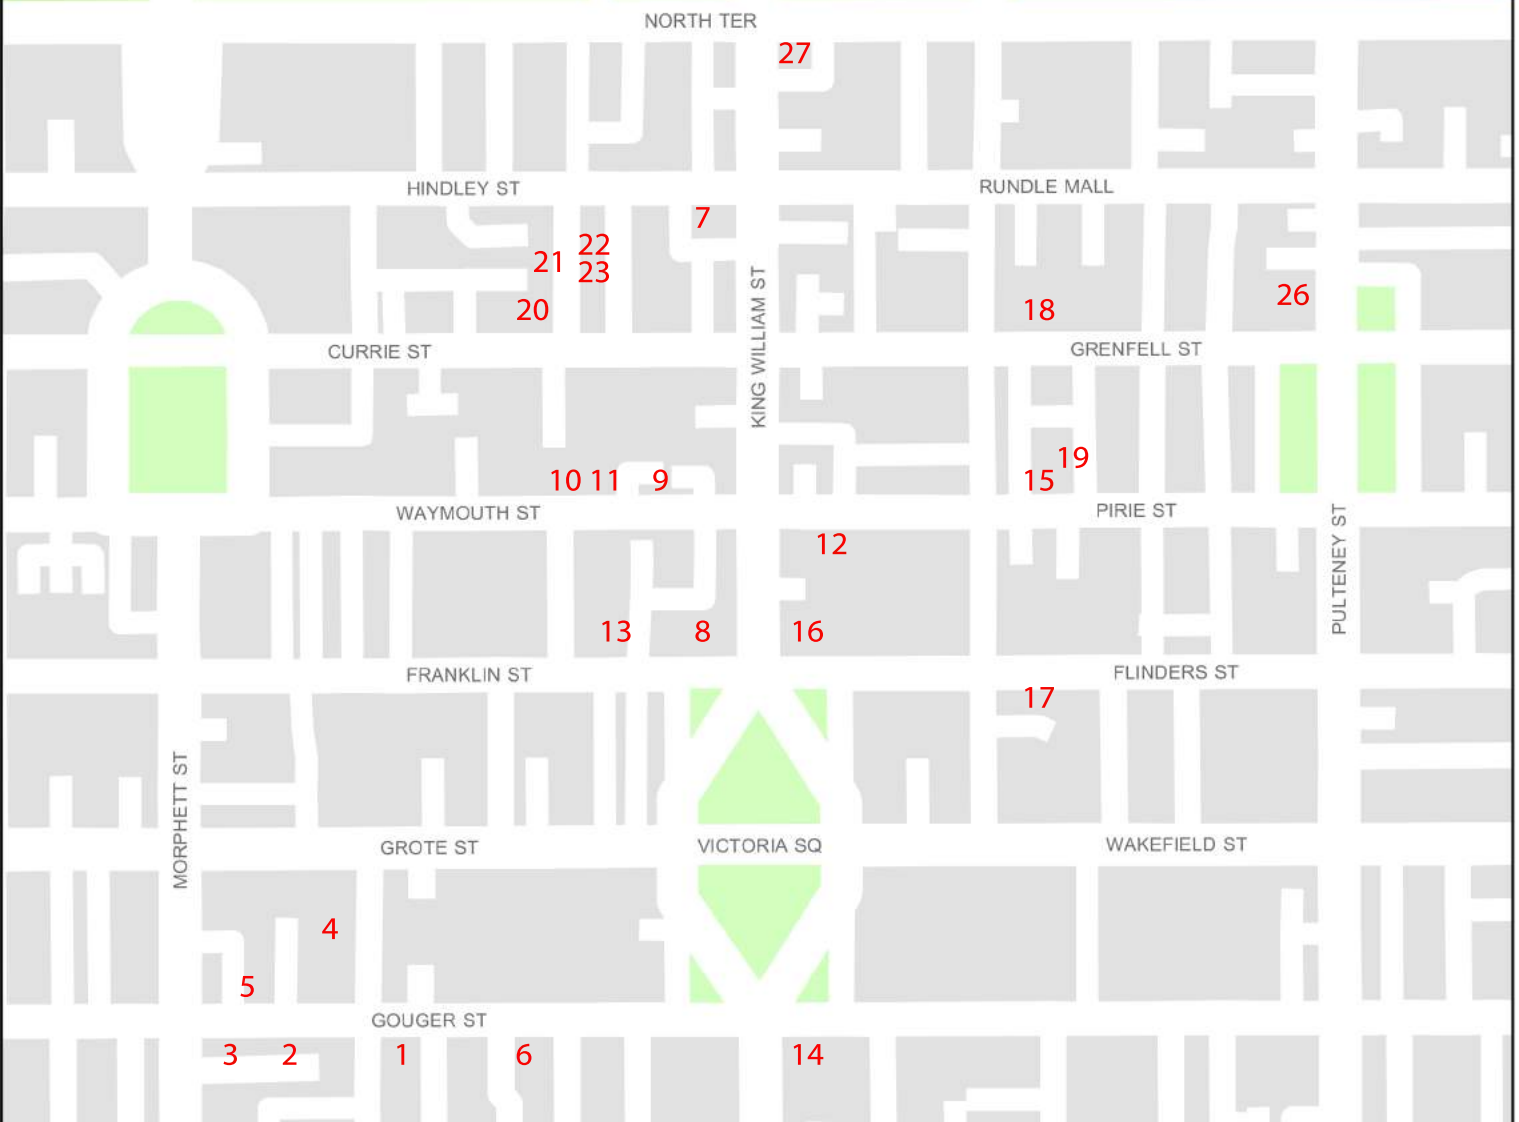 NORTH TER
27
HINDLEY ST
RUNDLE MALL
7
22
21
23
20
18
26
KING WILLIAM ST
CURRIE ST
GRENFELL ST
19
10
11
9
15
WAYMOUTH ST
PIRIE ST
12
PULTENEY ST
13
8
16
FRANKLIN ST
FLINDERS ST
17
MORPHETT ST
GROTE ST
VICTORIA SQ
WAKEFIELD ST
4
5
GOUGER ST
3
2
1
6
14